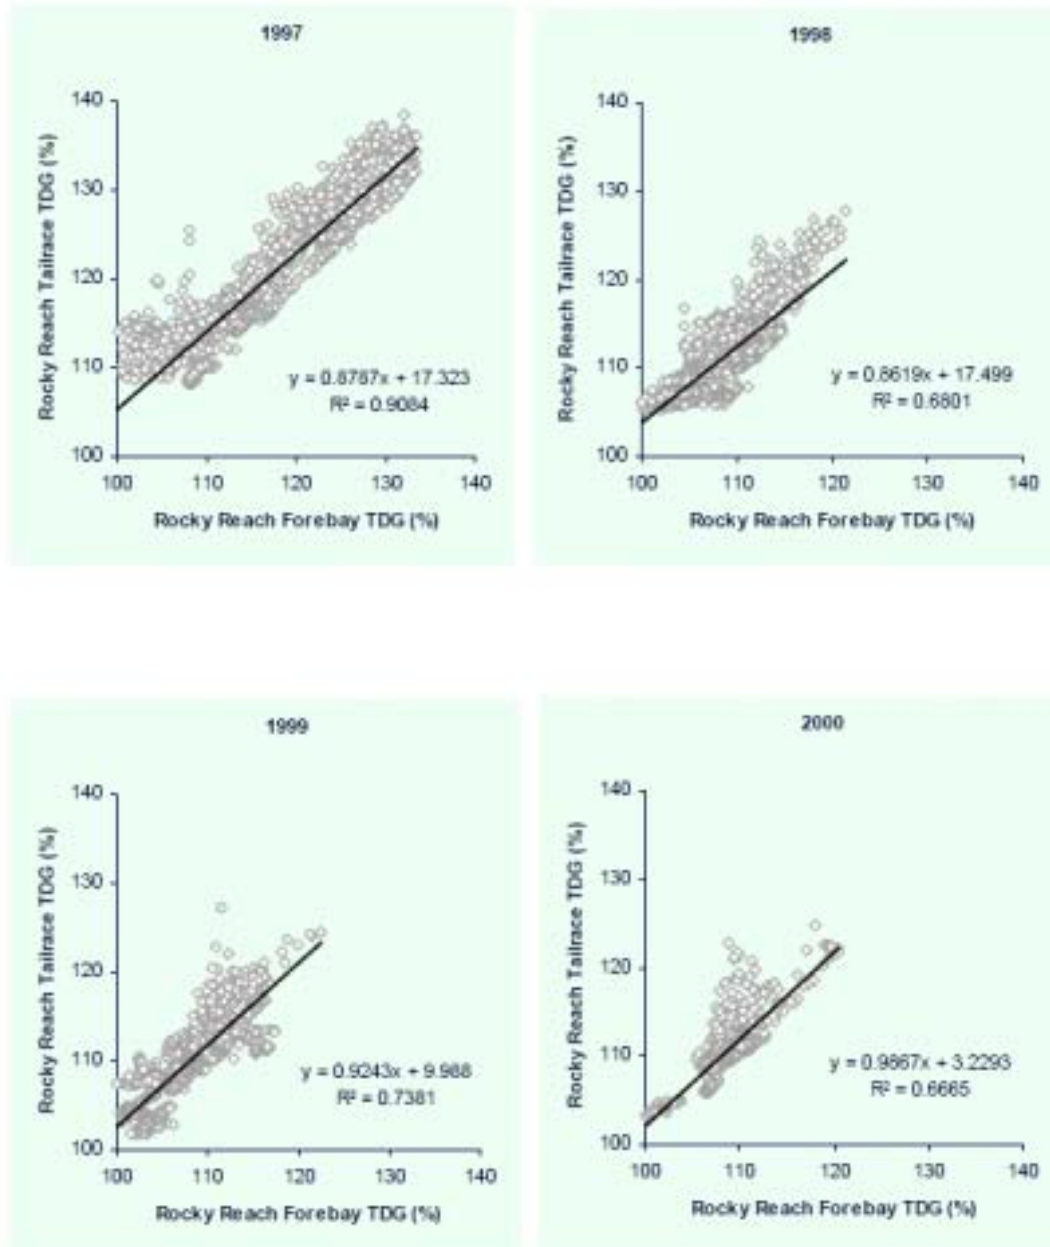 1997
140
130
120
110
100
100 110 120 130 140
Rocky Reach Tailrace TDG (%)
Rocky Reach Forebay TDG (%)
y = 0.8787x + 17.323
R² = 0.9084
1998
140
130
120
110
100
100 110 120 130 140
Rocky Reach Tailrace TDG (%)
Rocky Reach Forebay TDG (%)
y = 0.8619x + 17.499
R² = 0.6801
1999
140
130
120
110
100
100 110 120 130 140
Rocky Reach Tailrace TDG (%)
Rocky Reach Forebay TDG (%)
y = 0.9243x + 9.988
R² = 0.7381
2000
140
130
120
110
100
100 110 120 130 140
Rocky Reach Tailrace TDG (%)
Rocky Reach Forebay TDG (%)
y = 0.9867x + 3.2293
R² = 0.6665